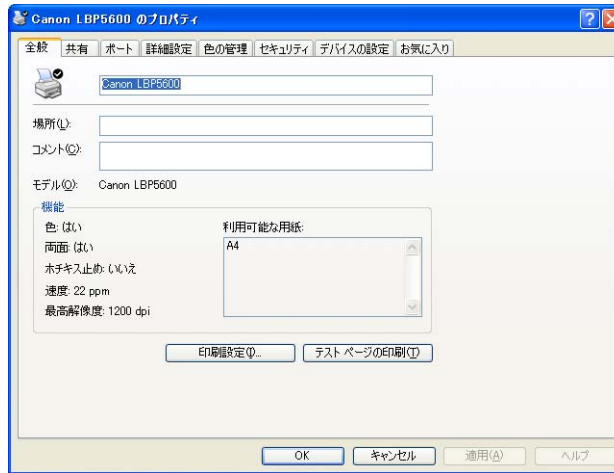 Canon LBP5600 のプロパティ
全般 共有 ポート 詳細設定 色の管理 セキュリティ デバイスの設定 お気に入り
Canon LBP5600
場所(L):
コメント(C):
モデル(O): Canon LBP5600
機能
色: はい 利用可能な用紙:
両面: はい A4
ホチキス止め: いいえ
速度: 22 ppm
最高解像度: 1200 dpi
印刷設定(I)... テスト ページの印刷(T)
OK キャンセル 適用(A) ヘルプ